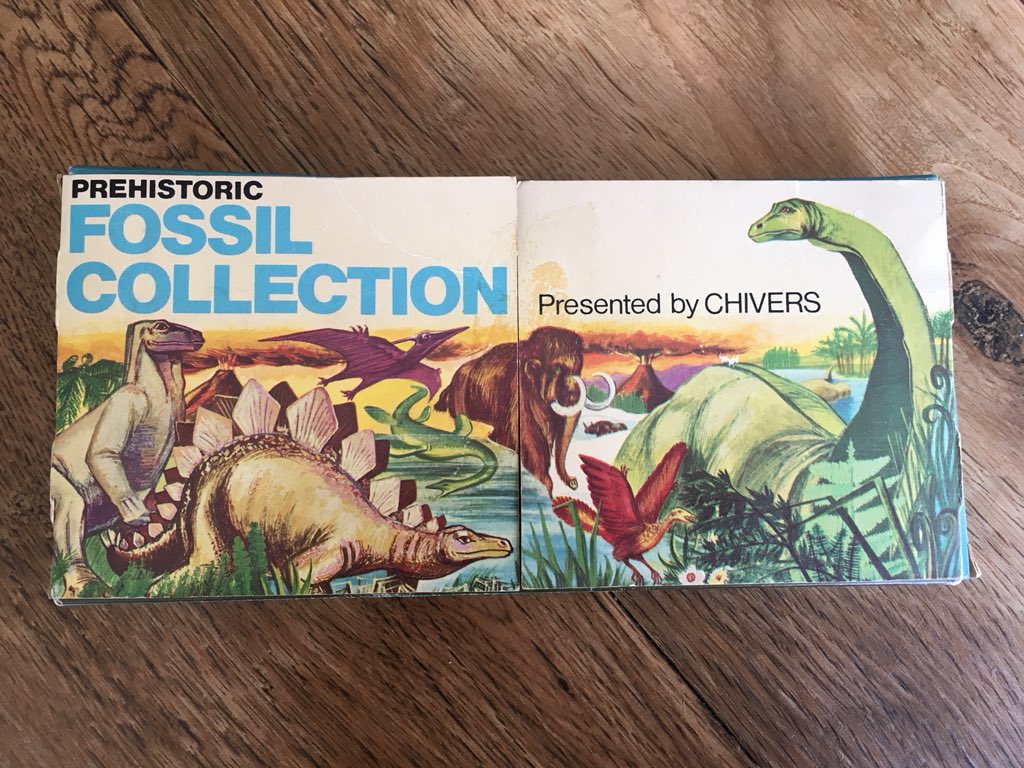 PREHISTORIC
FOSSIL
COLLECTION
Presented by CHIVERS